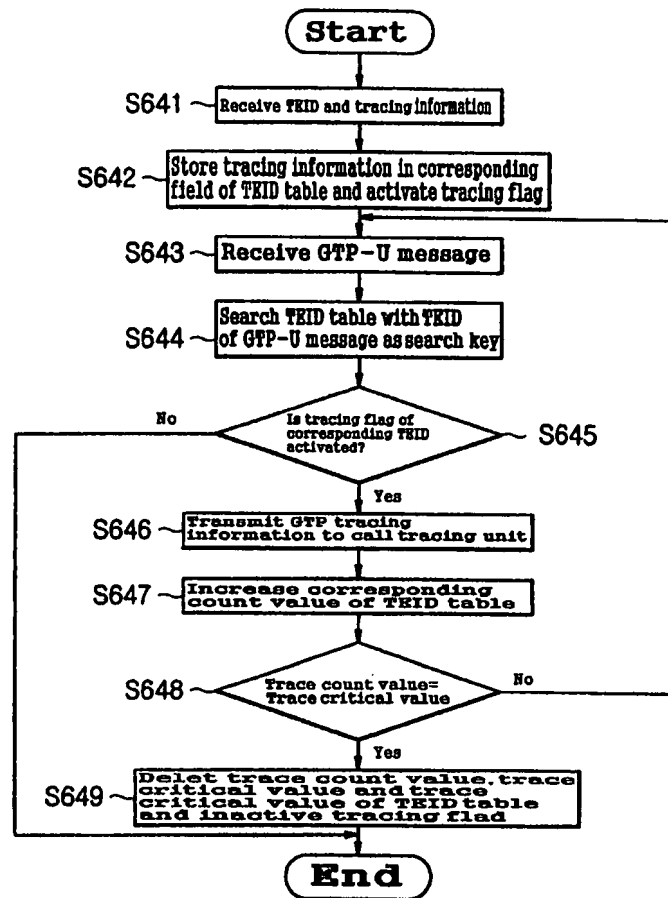 Start
S641
Receive TEID and tracing information
S642
Store tracing information in corresponding
field of TEID table and activate tracing flag
S643
Receive GTP-U message
S644
Search TEID table with TEID
of GTP-U message as search key
No
Is tracing flag of
corresponding TEID
activated?
S645
Yes
S646
Transmit GTP tracing
information to call tracing unit
S647
Increase corresponding
count value of TEID table
S648
Trace count value=
Trace critical value
No
Yes
S649
Delet trace count value, trace
critical value and trace
critical value of TEID table
and inactive tracing flad
End